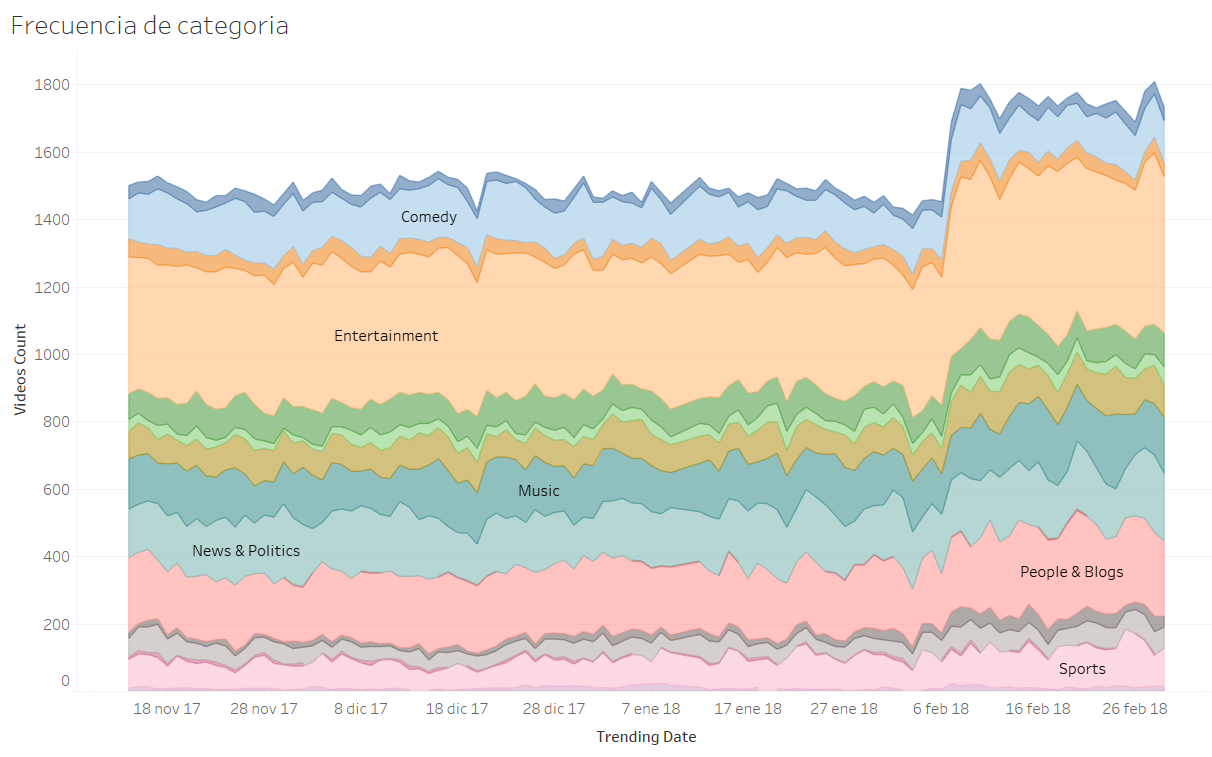 Frecuencia de categoria
1800
1600
1400
1200
1000
800
600
400
200
0
Videos Count
Comedy
Entertainment
Music
News & Politics
People & Blogs
Sports
18 nov 17
28 nov 17
8 dic 17
18 dic 17
28 dic 17
7 ene 18
17 ene 18
27 ene 18
6 feb 18
16 feb 18
26 feb 18
Trending Date